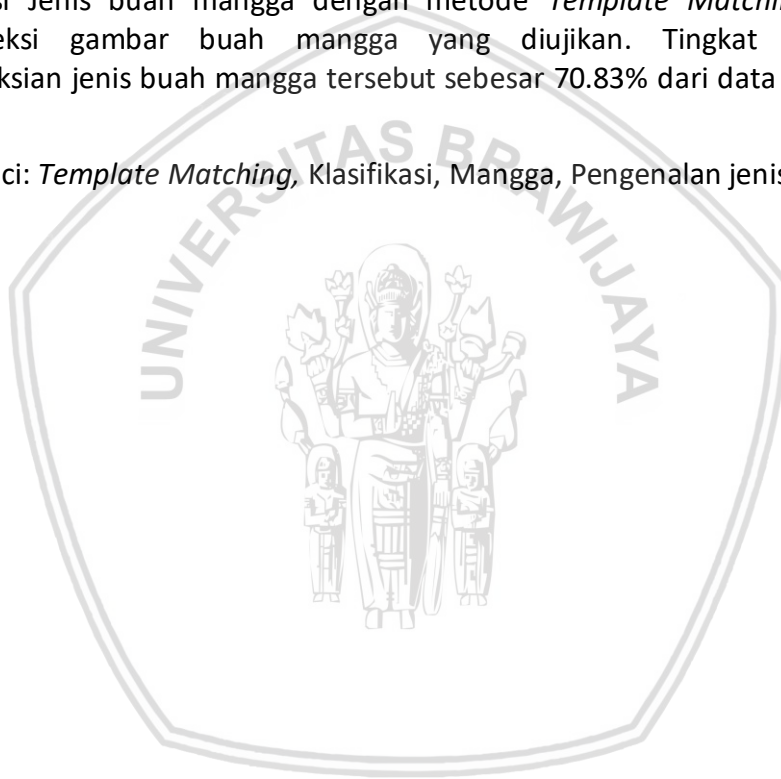 si Jenis buah mangga dengan metode Template Matchin
eksi gambar buah mangga yang diujikan. Tingkat
ksian jenis buah mangga tersebut sebesar 70.83% dari data
ci: Template Matching, Klasifikasi, Mangga, Pengenalan jenis
UNIVERSITAS BRAWIJAYA